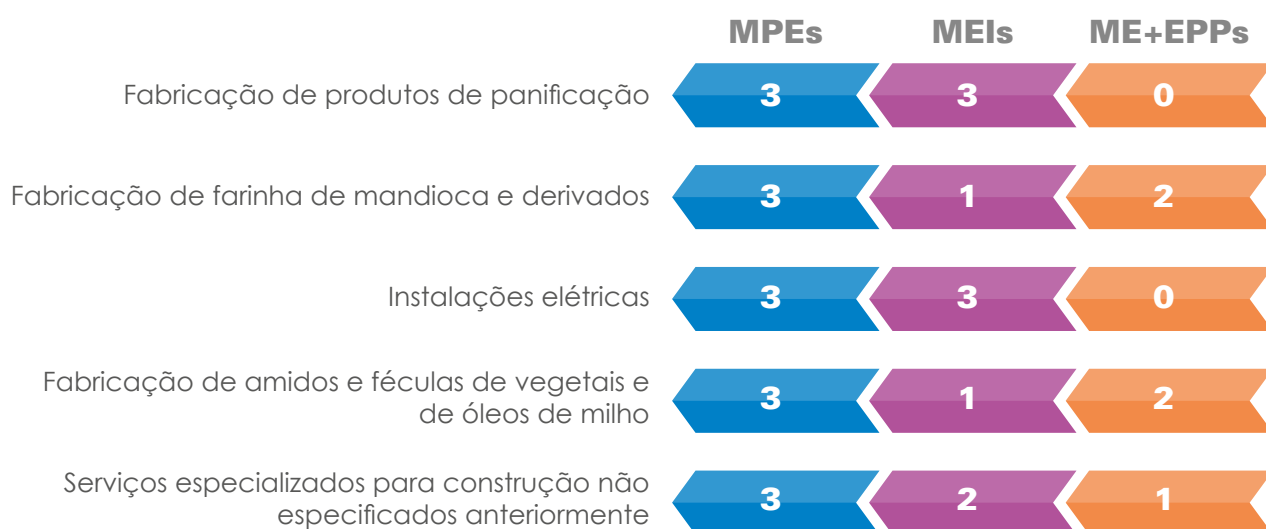 MPEs MEIs ME+EPPs
Fabricação de produtos de panificação 3 3 0
Fabricação de farinha de mandioca e derivados 3 1 2
Instalações elétricas 3 3 0
Fabricação de amidos e féculas de vegetais e
de óleos de milho 3 1 2
Serviços especializados para construção não
especificados anteriormente 3 2 1